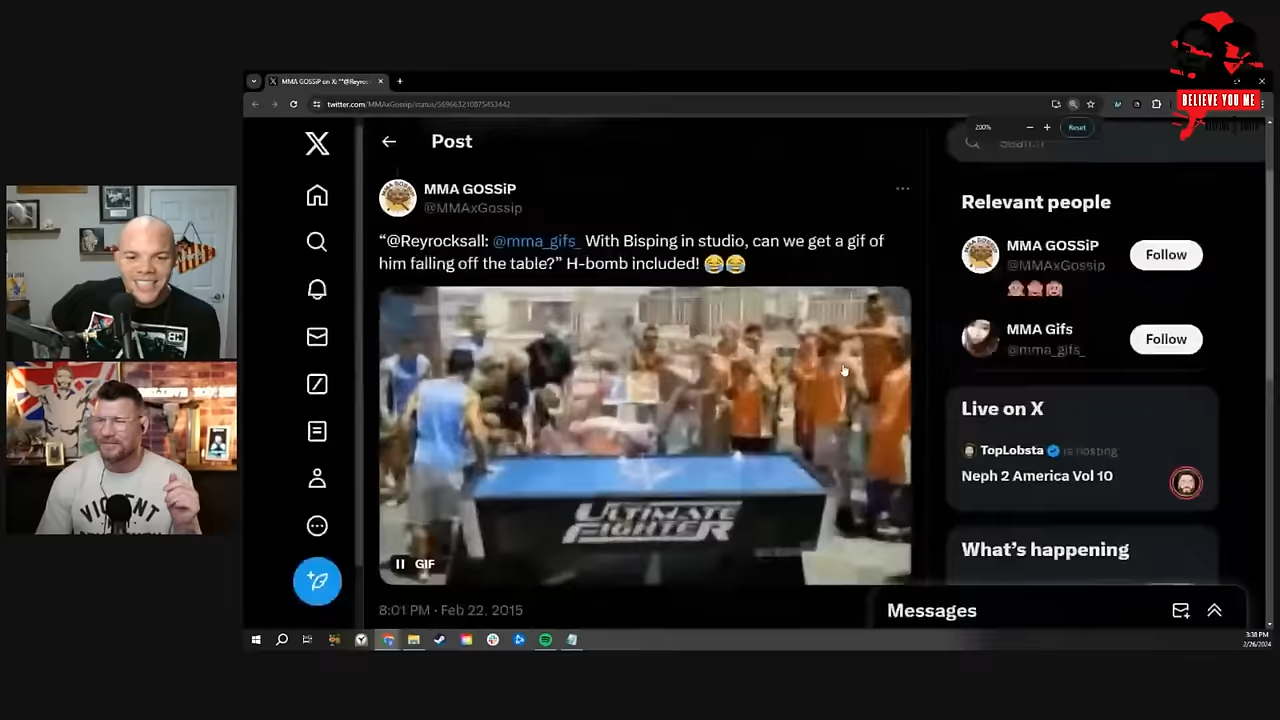 BELIEVE YOU ME
MMA GOSSiP on X: "“@Reyroc
twitter.com/MMAxGossip/status/569663210875453442
200%
Reset
Post
Search
MMA GOSSiP
@MMAxGossip
“@Reyrocksall: @mma_gifs_ With Bisping in studio, can we get a gif of
him falling off the table?” H-bomb included! 😂😂
ULTIMATE
FIGHTER
GIF
8:01 PM · Feb 22, 2015
Relevant people
MMA GOSSiP
@MMAxGossip
🙈🙊🙉
Follow
MMA Gifs
@mma_gifs_
Follow
Live on X
TopLobsta is hosting
Neph 2 America Vol 10
What’s happening
Messages
3:38 PM
2/26/2024
VIOLENT